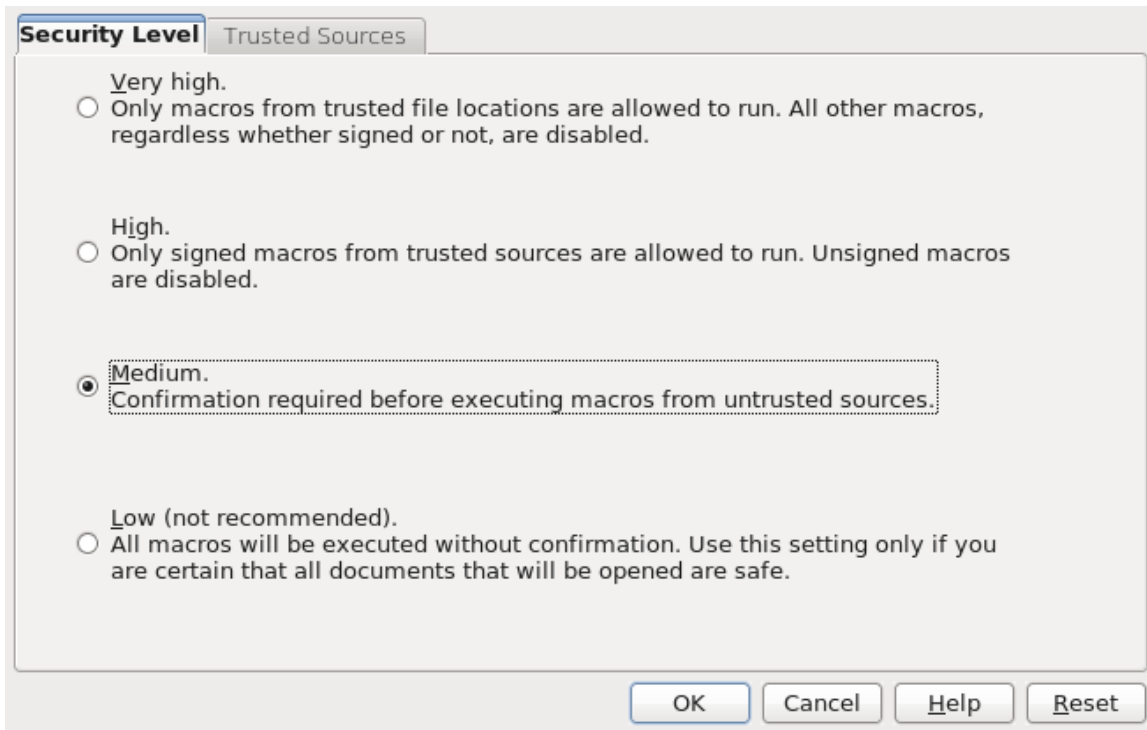 Security Level
Trusted Sources
Very high.
Only macros from trusted file locations are allowed to run. All other macros,
regardless whether signed or not, are disabled.
High.
Only signed macros from trusted sources are allowed to run. Unsigned macros
are disabled.
Medium.
Confirmation required before executing macros from untrusted sources.
Low (not recommended).
All macros will be executed without confirmation. Use this setting only if you
are certain that all documents that will be opened are safe.
OK
Cancel
Help
Reset